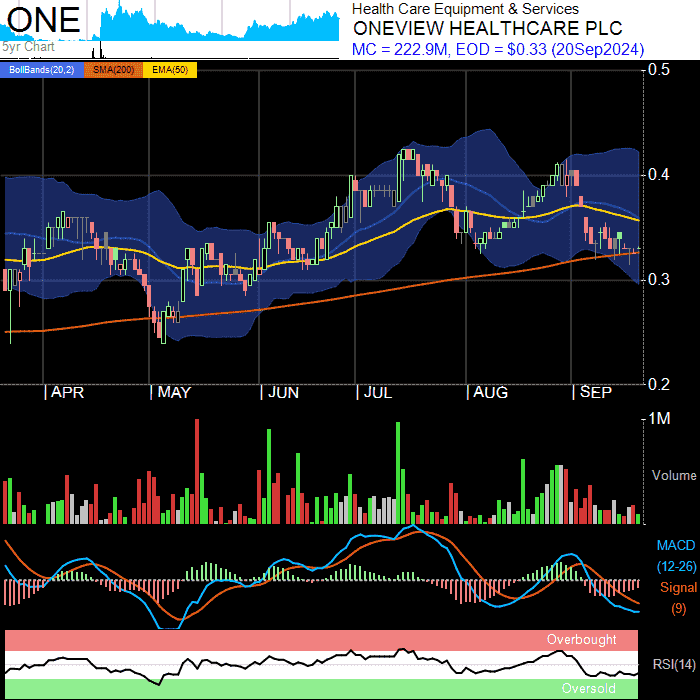 ONE
5yr Chart
Health Care Equipment & Services
ONEVIEW HEALTHCARE PLC
MC = 222.9M, EOD = $0.33 (20Sep2024)
BollBands(20,2) SMA(200) EMA(50)
0.5
0.4
0.3
0.2
APR MAY JUN JUL AUG SEP
1M
Volume
MACD
(12-26)
Signal
(9)
Overbought
RSI(14)
Oversold